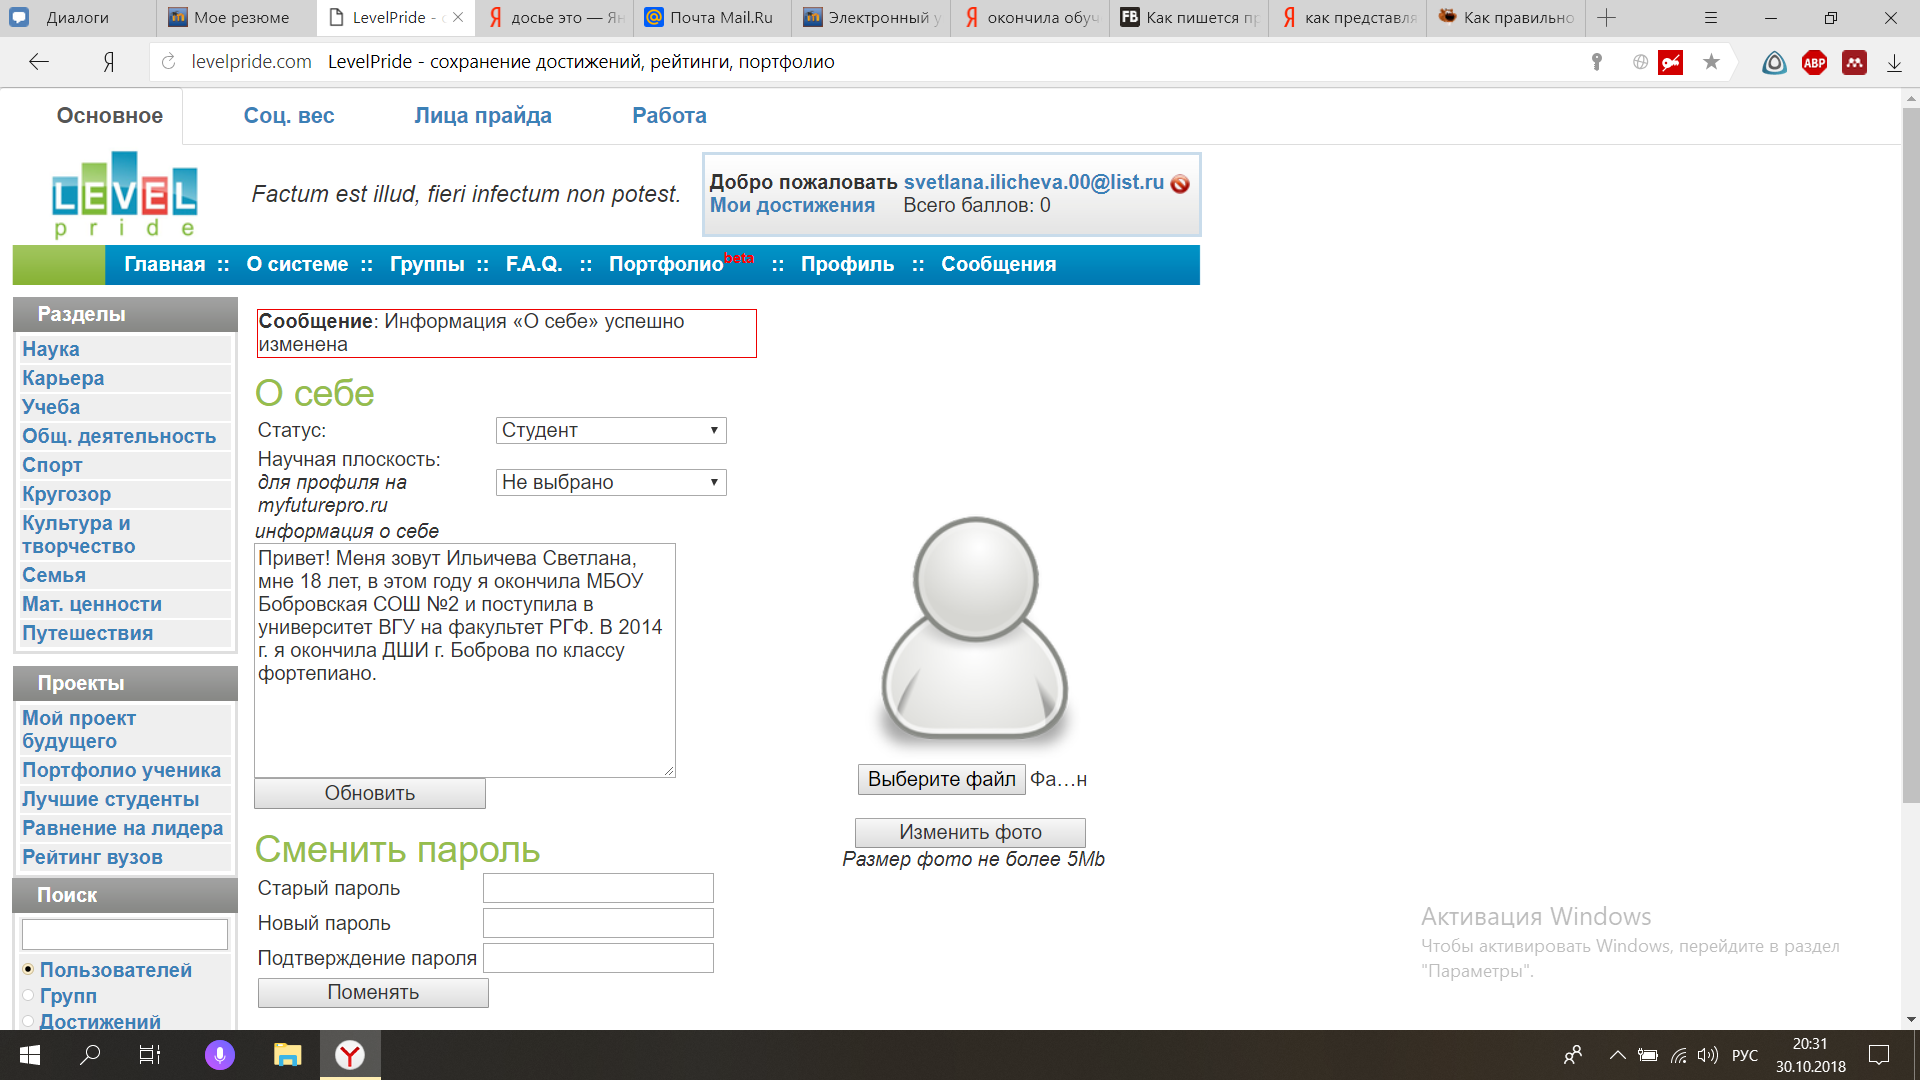 Диалоги
Мое резюме
LevelPride - с
досье это — Ян
Почта Mail.Ru
Электронный у
окончила обуч
FB Как пишется пр
как представля
Как правильно
levelpride.com LevelPride - сохранение достижений, рейтинги, портфолио
ABP
Основное
Соц. вес
Лица прайда
Работа
LEVEL
pride
Factum est illud, fieri infectum non potest.
Добро пожаловать svetlana.ilicheva.00@list.ru
Мои достижения Всего баллов: 0
Главная :: О системе :: Группы :: F.A.Q. :: Портфолио beta :: Профиль :: Сообщения
Разделы
Наука
Карьера
Учеба
Общ. деятельность
Спорт
Кругозор
Культура и
творчество
Семья
Мат. ценности
Путешествия
Проекты
Мой проект
будущего
Портфолио ученика
Лучшие студенты
Равнение на лидера
Рейтинг вузов
Поиск
Пользователей
Групп
Достижений
Сообщение: Информация «О себе» успешно
изменена
О себе
Статус: Студент
Научная плоскость:
для профиля на
myfuturepro.ru
Не выбрано
информация о себе
Привет! Меня зовут Ильичева Светлана,
мне 18 лет, в этом году я окончила МБОУ
Бобровская СОШ №2 и поступила в
университет ВГУ на факультет РГФ. В 2014
г. я окончила ДШИ г. Боброва по классу
фортепиано.
Обновить
Выберите файл Фа…н
Изменить фото
Размер фото не более 5Mb
Сменить пароль
Старый пароль
Новый пароль
Подтверждение пароля
Поменять
Активация Windows
Чтобы активировать Windows, перейдите в раздел
"Параметры".
РУС
20:31
30.10.2018